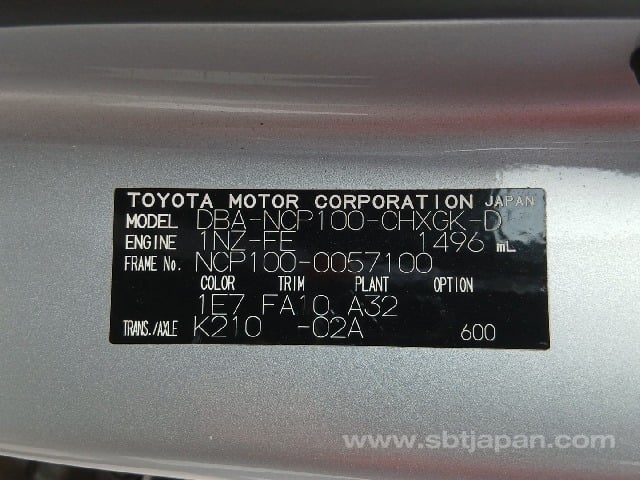 TOYOTA MOTOR CORPORATION JAPAN
MODEL DBA-NCP100-CHXGK-D
ENGINE 1NZ-FE 1496 mL
FRAME No. NCP100-0057100
COLOR TRIM PLANT OPTION
1E7 FA10 A32
TRANS./AXLE K210 -02A 600
www.sbtjapan.com